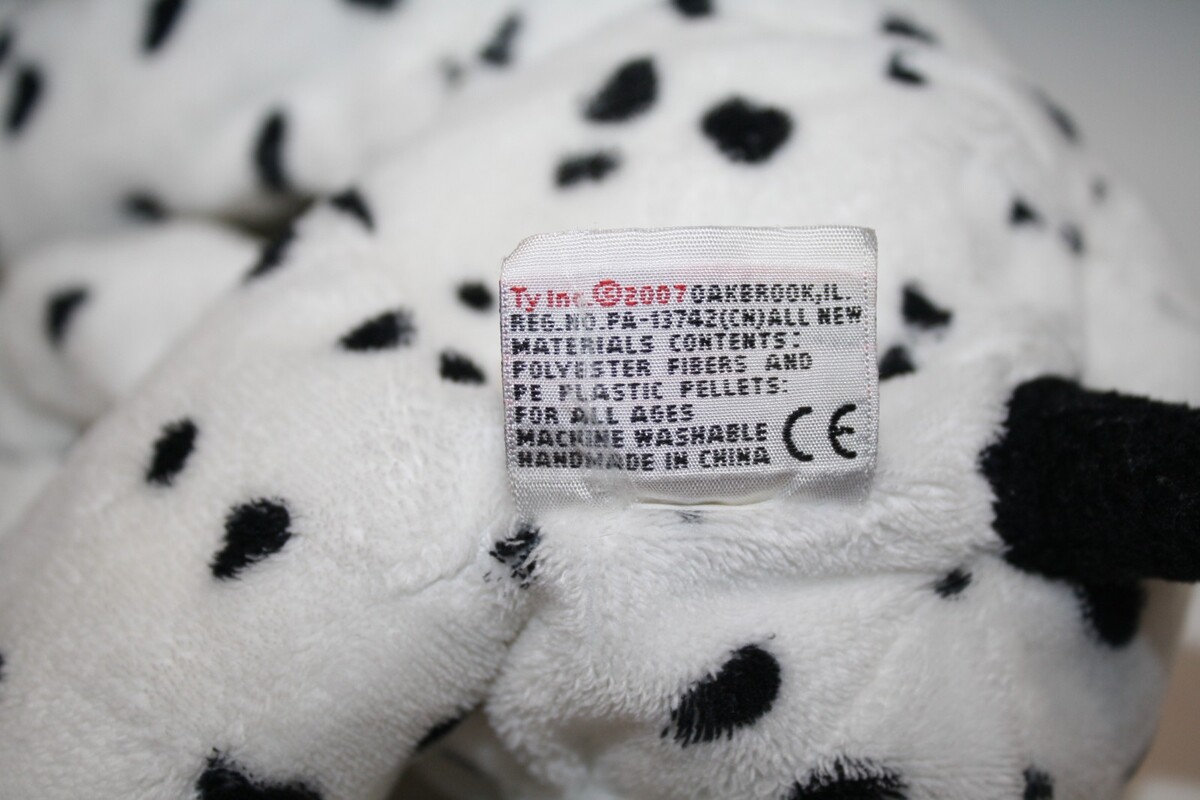 Ty Inc.©2007 OAKBROOK,IL.
REG.NO.PA-13742(CN)ALL NEW
MATERIALS CONTENTS:
POLYESTER FIBERS AND
PE PLASTIC PELLETS:
FOR ALL AGES
MACHINE WASHABLE
HANDMADE IN CHINA
CE